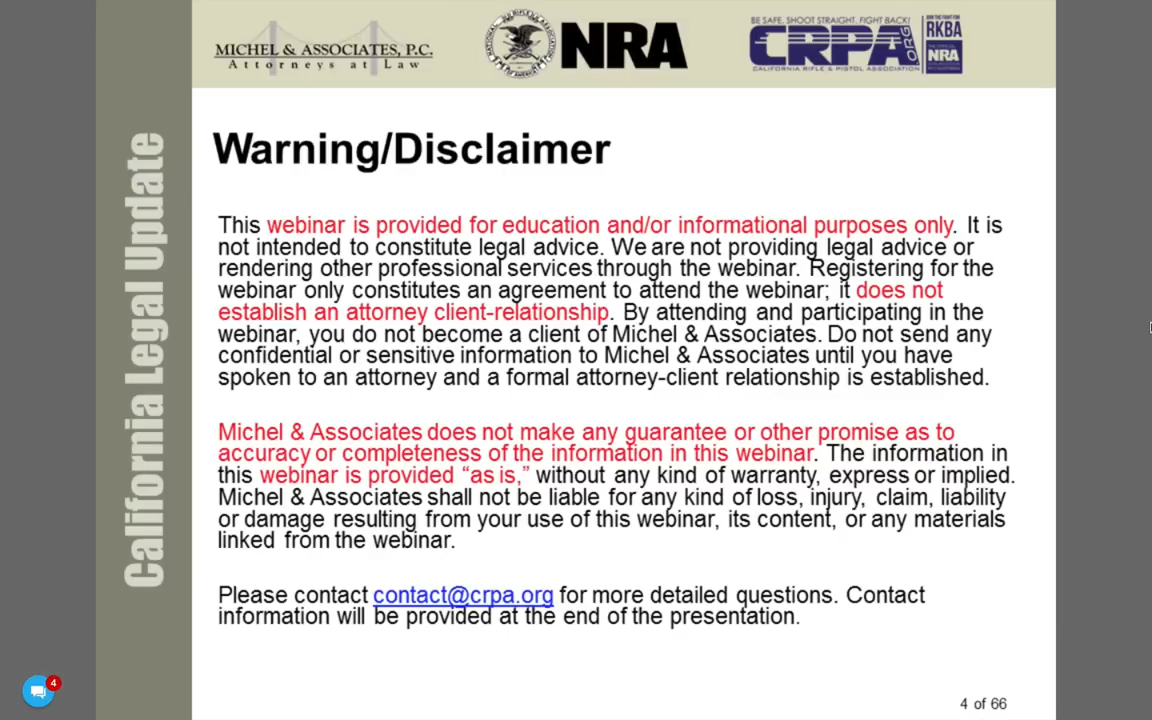 MICHEL & ASSOCIATES, P.C.
Attorneys at Law
NRA
BE SAFE. SHOOT STRAIGHT. FIGHT BACK!
CRPA.ORG
CALIFORNIA RIFLE & PISTOL ASSOCIATION
JOIN THE FIGHT FOR
RKBA
NRA
California Legal Update
Warning/Disclaimer
This webinar is provided for education and/or informational purposes only. It is
not intended to constitute legal advice. We are not providing legal advice or
rendering other professional services through the webinar. Registering for the
webinar only constitutes an agreement to attend the webinar; it does not
establish an attorney client-relationship. By attending and participating in the
webinar, you do not become a client of Michel & Associates. Do not send any
confidential or sensitive information to Michel & Associates until you have
spoken to an attorney and a formal attorney-client relationship is established.
Michel & Associates does not make any guarantee or other promise as to
accuracy or completeness of the information in this webinar. The information in
this webinar is provided “as is,” without any kind of warranty, express or implied.
Michel & Associates shall not be liable for any kind of loss, injury, claim, liability
or damage resulting from your use of this webinar, its content, or any materials
linked from the webinar.
Please contact contact@crpa.org for more detailed questions. Contact
information will be provided at the end of the presentation.
4 of 66
4